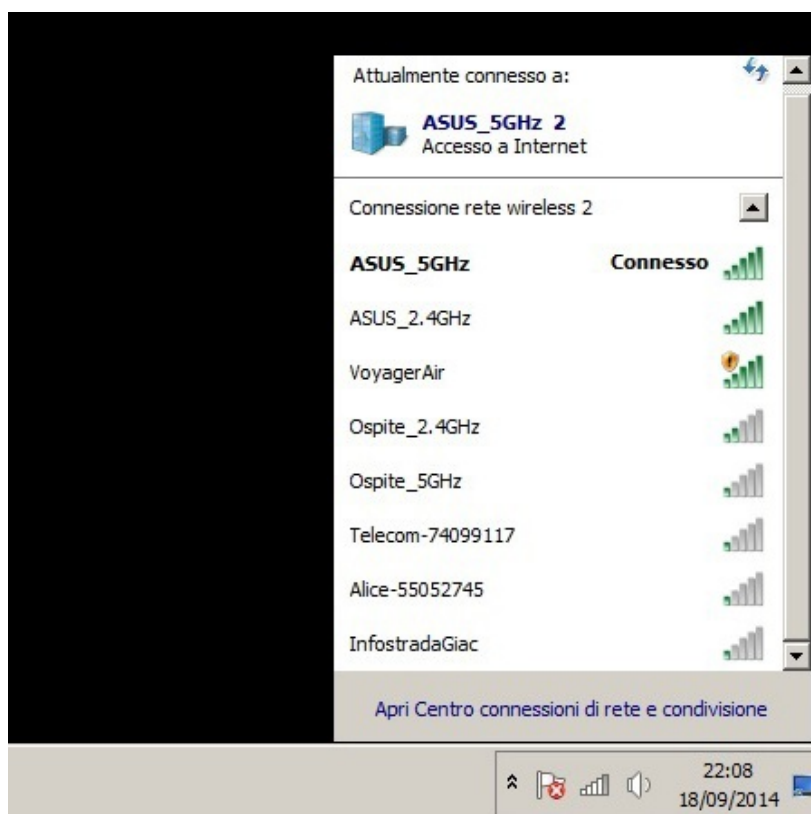 Attualmente connesso a:
ASUS_5GHz 2
Accesso a Internet
Connessione rete wireless 2
ASUS_5GHz Connesso
ASUS_2.4GHz
VoyagerAir
Ospite_2.4GHz
Ospite_5GHz
Telecom-74099117
Alice-55052745
InfostradaGiac
Apri Centro connessioni di rete e condivisione
22:08
18/09/2014